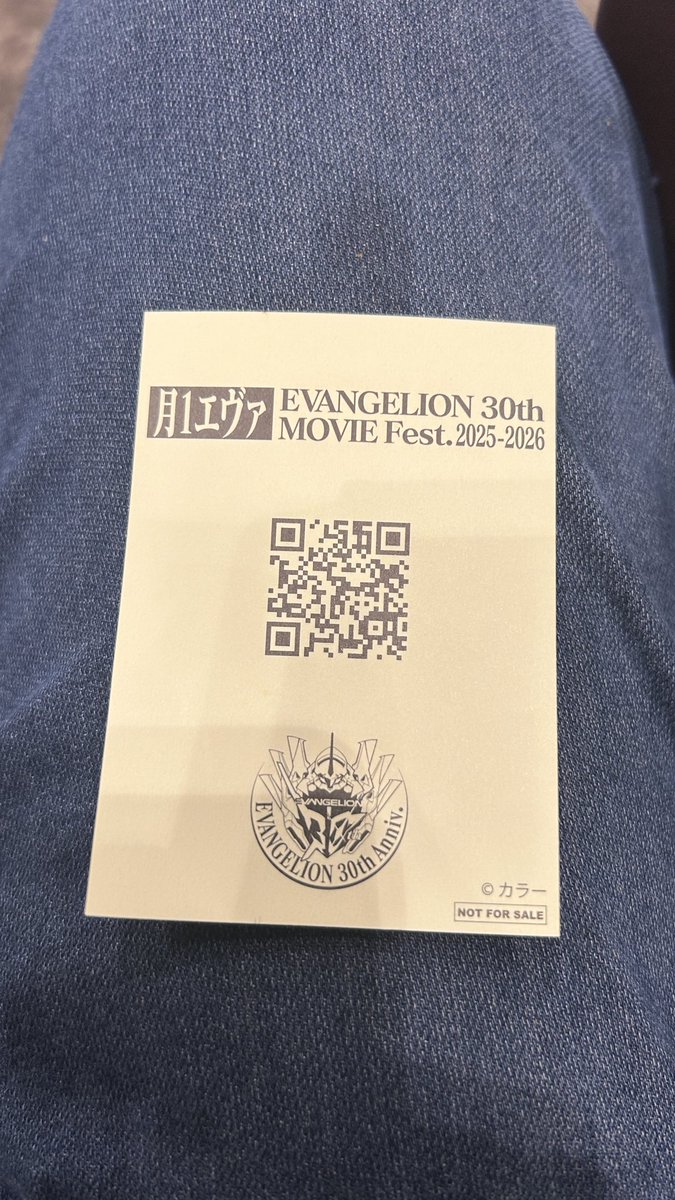 月1エヴァ EVANGELION 30th
MOVIE Fest.2025-2026
EVANGELION
EVANGELION 30th Anniv.
© カラー
NOT FOR SALE